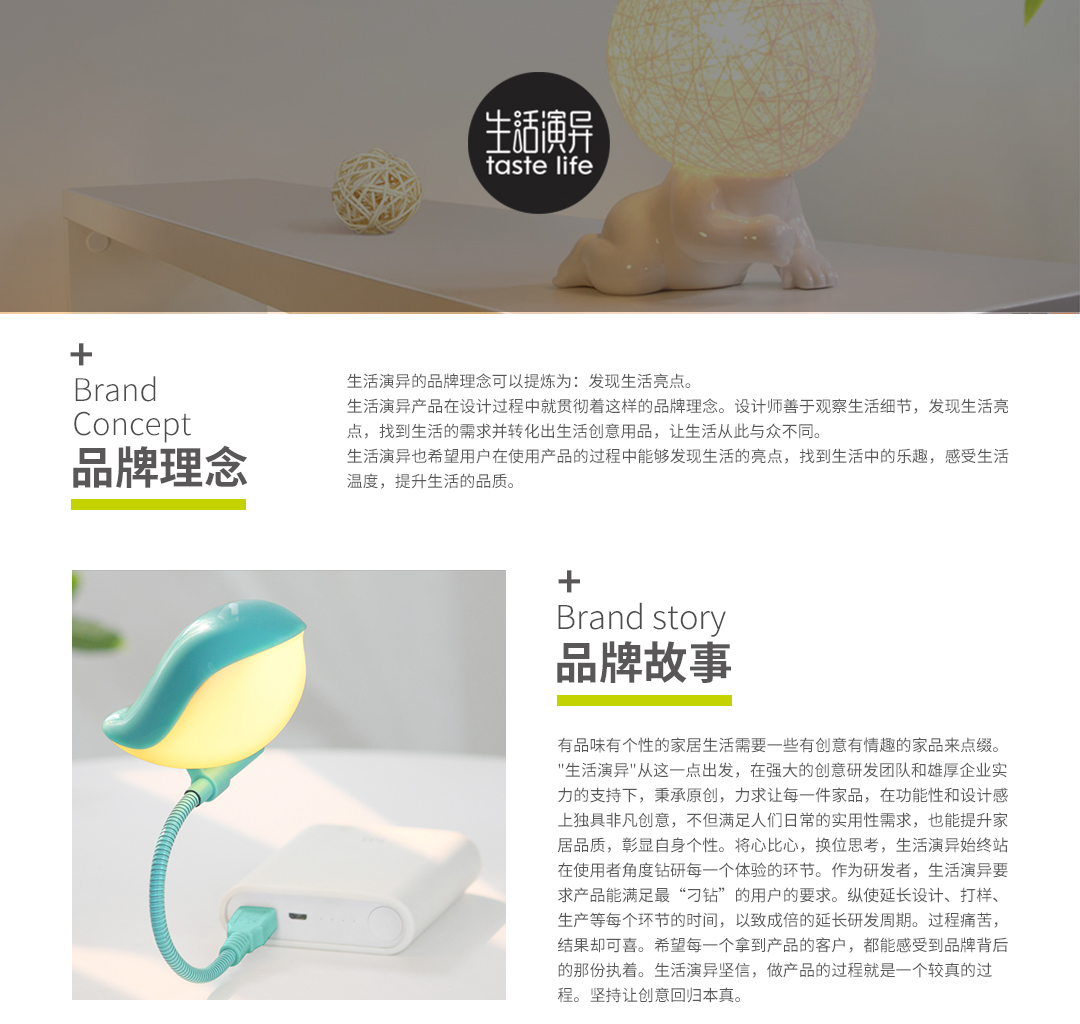 生活演异
taste life
Brand
Concept
品牌理念
生活演异的品牌理念可以提炼为：发现生活亮点。
生活演异产品在设计过程中就贯彻着这样的品牌理念。设计师善于观察生活细节，发现生活亮
点，找到生活的需求并转化出生活创意用品，让生活从此与众不同。
生活演异也希望用户在使用产品的过程中能够发现生活的亮点，找到生活中的乐趣，感受生活
温度，提升生活的品质。
Brand story
品牌故事
有品味有个性的家居生活需要一些有创意有情趣的家品来点缀。
"生活演异"从这一点出发，在强大的创意研发团队和雄厚企业实
力的支持下，秉承原创，力求让每一件家品，在功能性和设计感
上独具非凡创意，不但满足人们日常的实用性需求，也能提升家
居品质，彰显自身个性。将心比心，换位思考，生活演异始终站
在使用者角度钻研每一个体验的环节。作为研发者，生活演异要
求产品能满足最“刁钻”的用户的要求。纵使延长设计、打样、
生产等每个环节的时间，以致成倍的延长研发周期。过程痛苦，
结果却可喜。希望每一个拿到产品的客户，都能感受到品牌背后
的那份执着。生活演异坚信，做产品的过程就是一个较真的过
程。坚持让创意回归本真。